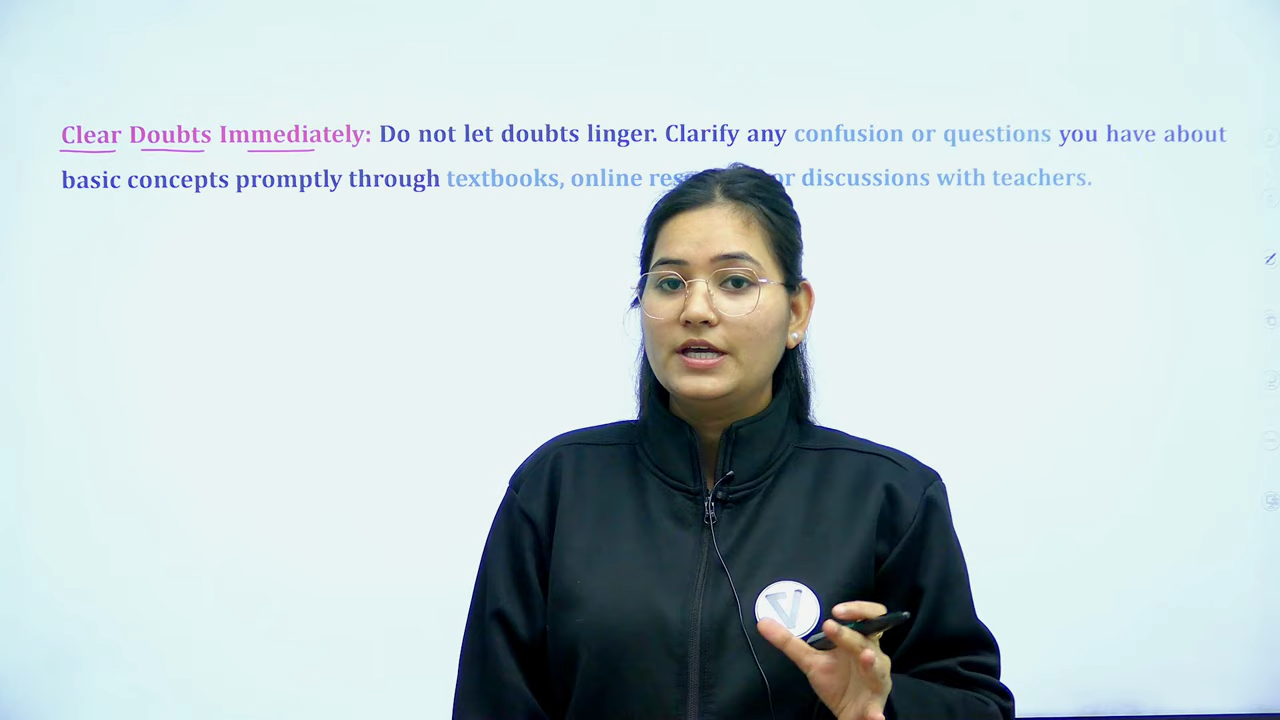 Clear Doubts Immediately: Do not let doubts linger. Clarify any confusion or questions you have about
basic concepts promptly through textbooks, online or discussions with teachers.
V